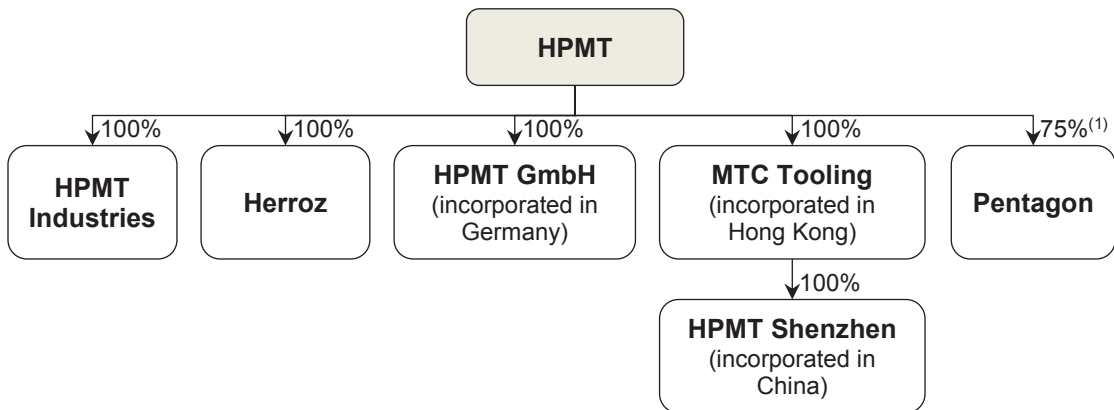 HPMT
100%
100%
100%
100%
75%(1)
HPMT
Industries
Herroz
HPMT GmbH
(incorporated in
Germany)
MTC Tooling
(incorporated in
Hong Kong)
Pentagon
100%
HPMT Shenzhen
(incorporated in
China)